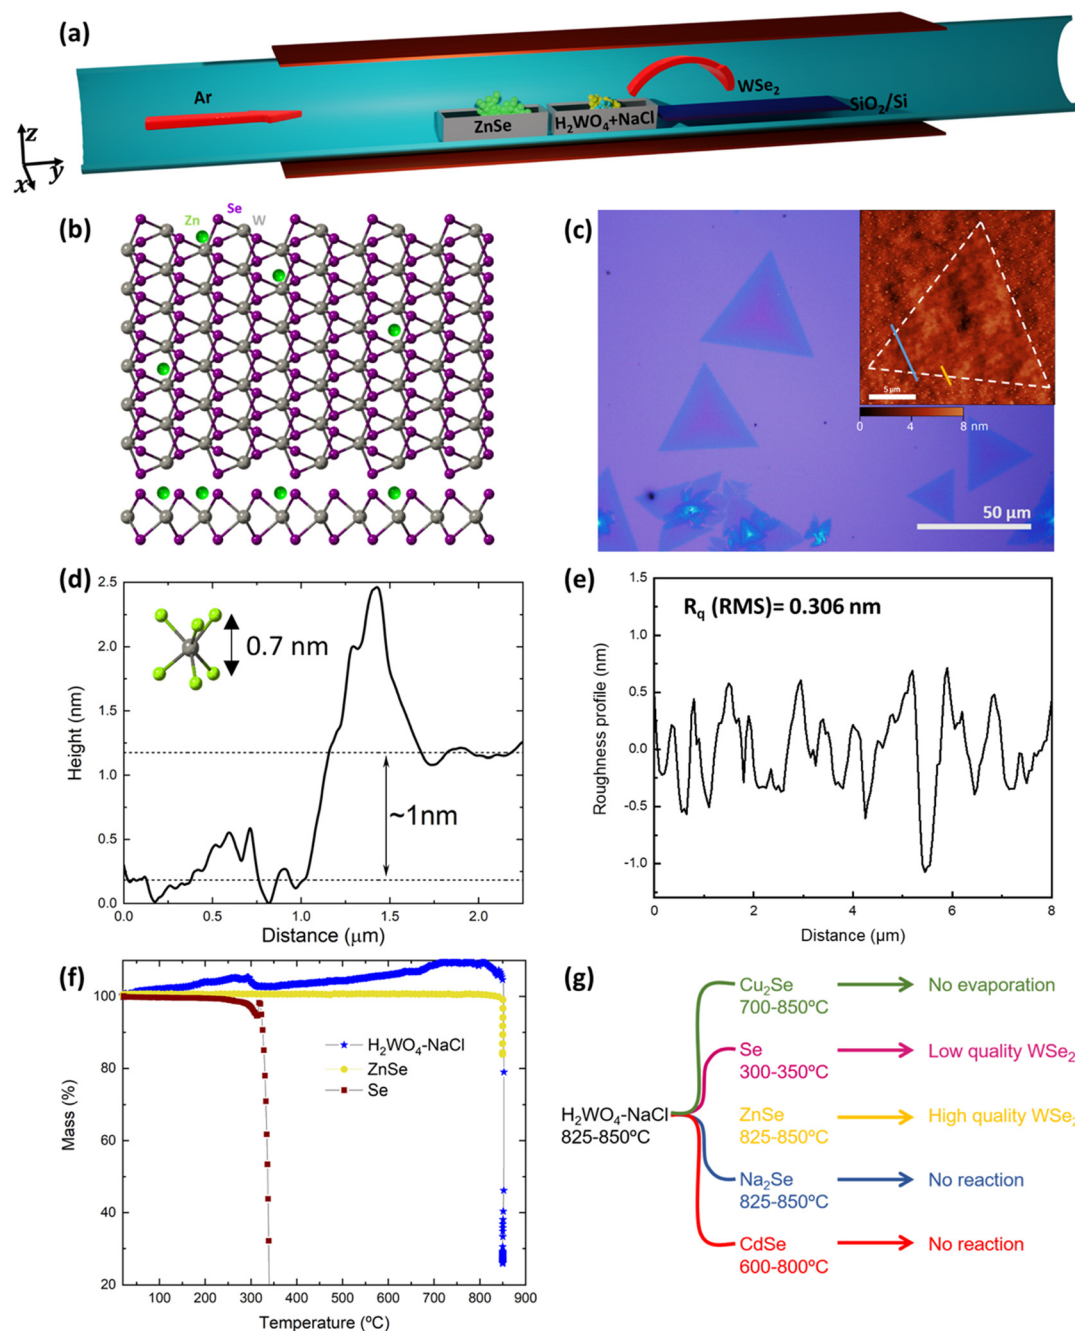 (a)
Ar
ZnSe
H2WO4+NaCl
WSe2
SiO2/Si
z
y
x
(b)
Zn
Se
W
(c)
5 µm
0
4
8 nm
50 µm
(d)
2.5
2.0
1.5
1.0
0.5
0.0
Height (nm)
0.7 nm
~1nm
0.0
0.5
1.0
1.5
2.0
Distance (µm)
(e)
1.5
1.0
0.5
0.0
-0.5
-1.0
Roughness profile (nm)
Rq (RMS)= 0.306 nm
0
2
4
6
8
Distance (µm)
(f)
100
80
60
40
20
Mass (%)
H2WO4-NaCl
ZnSe
Se
100
200
300
400
500
600
700
800
900
Temperature (ºC)
(g)
H2WO4-NaCl
825-850ºC
Cu2Se
700-850ºC
No evaporation
Se
300-350ºC
Low quality WSe2
ZnSe
825-850ºC
High quality WSe2
Na2Se
825-850ºC
No reaction
CdSe
600-800ºC
No reaction